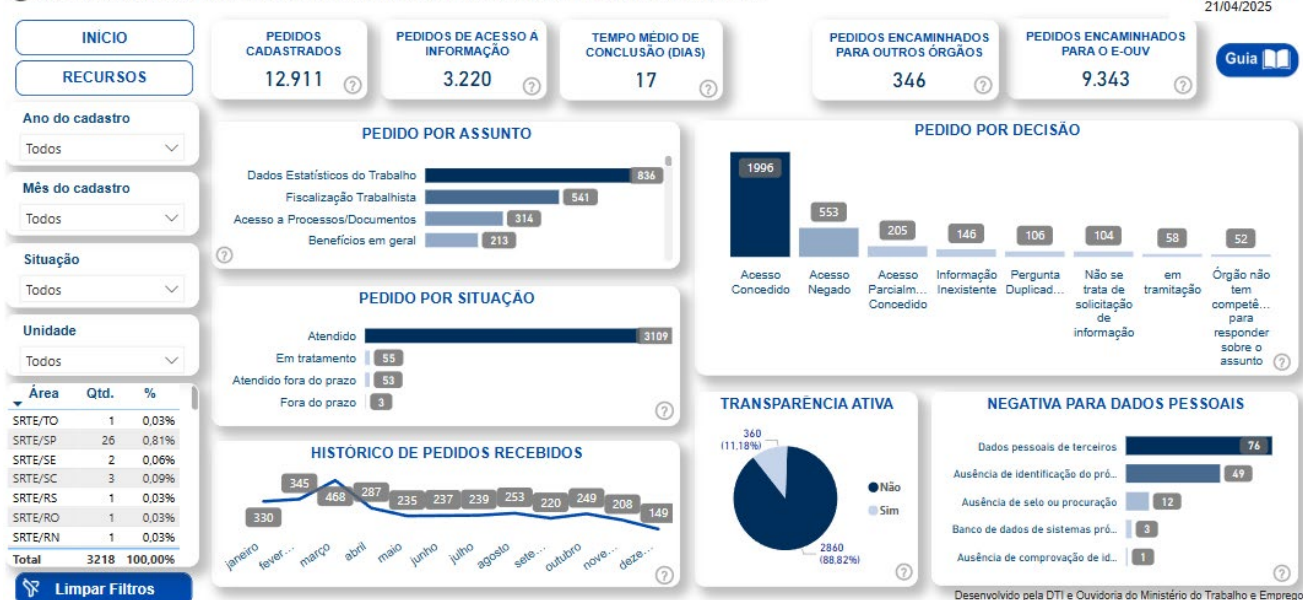 21/04/2025
INÍCIO
RECURSOS
PEDIDOS
CADASTRADOS
12.911
?
PEDIDOS DE ACESSO À
INFORMAÇÃO
3.220
?
TEMPO MÉDIO DE
CONCLUSÃO (DIAS)
17
?
PEDIDOS ENCAMINHADOS
PARA OUTROS ÓRGÃOS
346
?
PEDIDOS ENCAMINHADOS
PARA O E-OUV
9.343
?
Guia
Ano do cadastro
Todos
Mês do cadastro
Todos
Situação
Todos
Unidade
Todos
Área Qtd. %
SRTE/TO 1 0,03%
SRTE/SP 26 0,81%
SRTE/SE 2 0,06%
SRTE/SC 3 0,09%
SRTE/RS 1 0,03%
SRTE/RO 1 0,03%
SRTE/RN 1 0,03%
Total 3218 100,00%
Limpar Filtros
PEDIDO POR ASSUNTO
Dados Estatísticos do Trabalho 836
Fiscalização Trabalhista 541
Acesso a Processos/Documentos 314
Benefícios em geral 213
?
PEDIDO POR SITUAÇÃO
Atendido 3109
Em tratamento 55
Atendido fora do prazo 53
Fora do prazo 3
?
HISTÓRICO DE PEDIDOS RECEBIDOS
330 345 468 287 235 237 239 253 220 249 208 149
janeiro fever... março abril maio junho julho agosto sete... outubro nove... deze...
?
PEDIDO POR DECISÃO
1996 553 205 146 106 104 58 52
Acesso
Concedido
Acesso
Negado
Acesso
Parcialm...
Concedido
Informação
Inexistente
Pergunta
Duplicad...
Não se
trata de
solicitação
de
informação
em
tramitação
Órgão não
tem
competê...
para
responder
sobre o
assunto
?
TRANSPARÊNCIA ATIVA
360
(11,18%)
2860
(88,82%)
Não
Sim
?
NEGATIVA PARA DADOS PESSOAIS
Dados pessoais de terceiros 76
Ausência de identificação do pró... 49
Ausência de selo ou procuração 12
Banco de dados de sistemas pró... 3
Ausência de comprovação de id... 1
?
Desenvolvido pela DTI e Ouvidoria do Ministério do Trabalho e Emprego